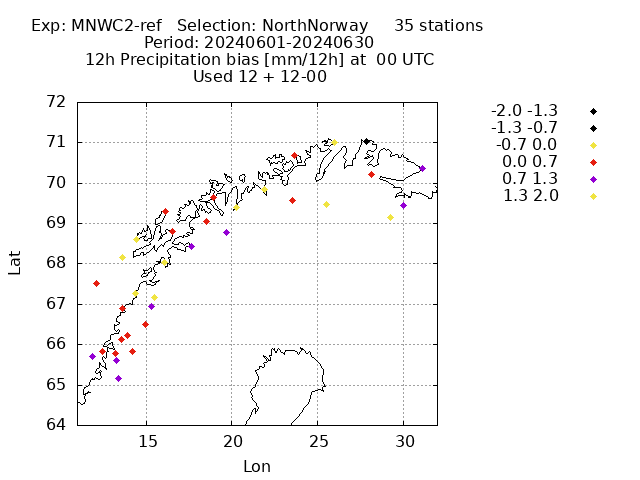 Exp: MNWC2-ref   Selection: NorthNorway     35 stations
Period: 20240601-20240630
12h Precipitation bias [mm/12h] at  00 UTC
Used 12 + 12-00
-2.0 -1.3
-1.3 -0.7
-0.7 0.0
0.0 0.7
0.7 1.3
1.3 2.0
72
71
70
69
68
67
66
65
64
Lat
15 20 25 30
Lon